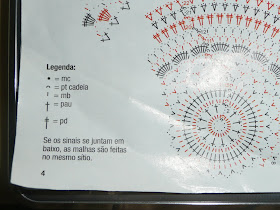 Legenda:
• = mc
= pt cadeia
= mb
† = pau
= pd
Se os sinais se juntam em
baixo, as malhas são feitas
no mesmo sítio.
4